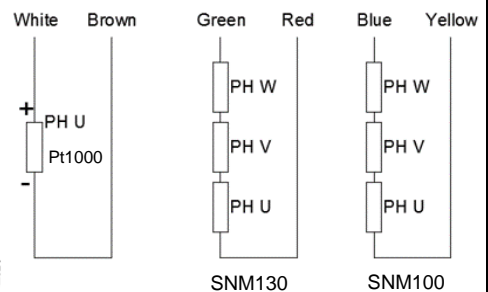 White Brown Green Red Blue Yellow
+ PH U PH W PH W
Pt1000 PH V PH V
- PH U PH U
SNM130 SNM100